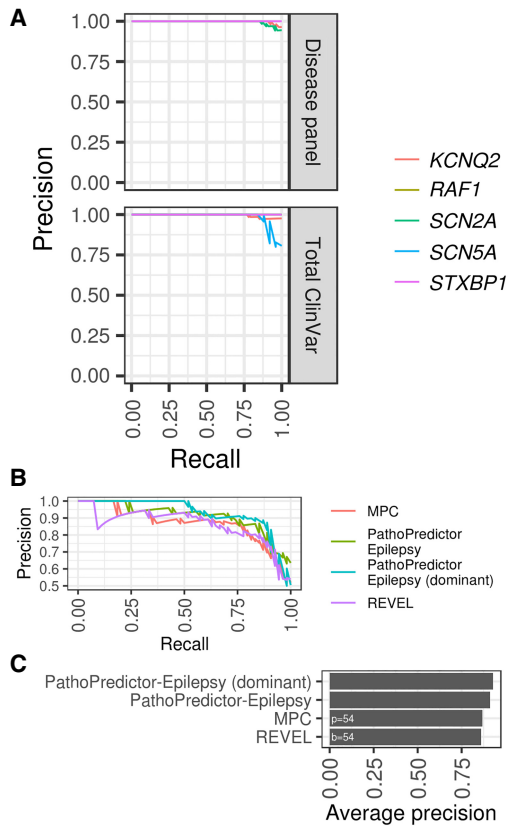 A
1.00
0.75
0.50
0.25
0.00
Disease panel
1.00
0.75
0.50
0.25
0.00
Total ClinVar
Precision
0.00
0.25
0.50
0.75
1.00
Recall
KCNQ2
RAF1
SCN2A
SCN5A
STXBP1
B
1.0
0.9
0.8
0.7
0.6
0.5
Precision
0.00
0.25
0.50
0.75
1.00
Recall
MPC
PathoPredictor
Epilepsy
PathoPredictor
Epilepsy (dominant)
REVEL
C
PathoPredictor-Epilepsy (dominant)
PathoPredictor-Epilepsy
MPC
p=54
REVEL
b=54
0.00
0.25
0.50
0.75
Average precision